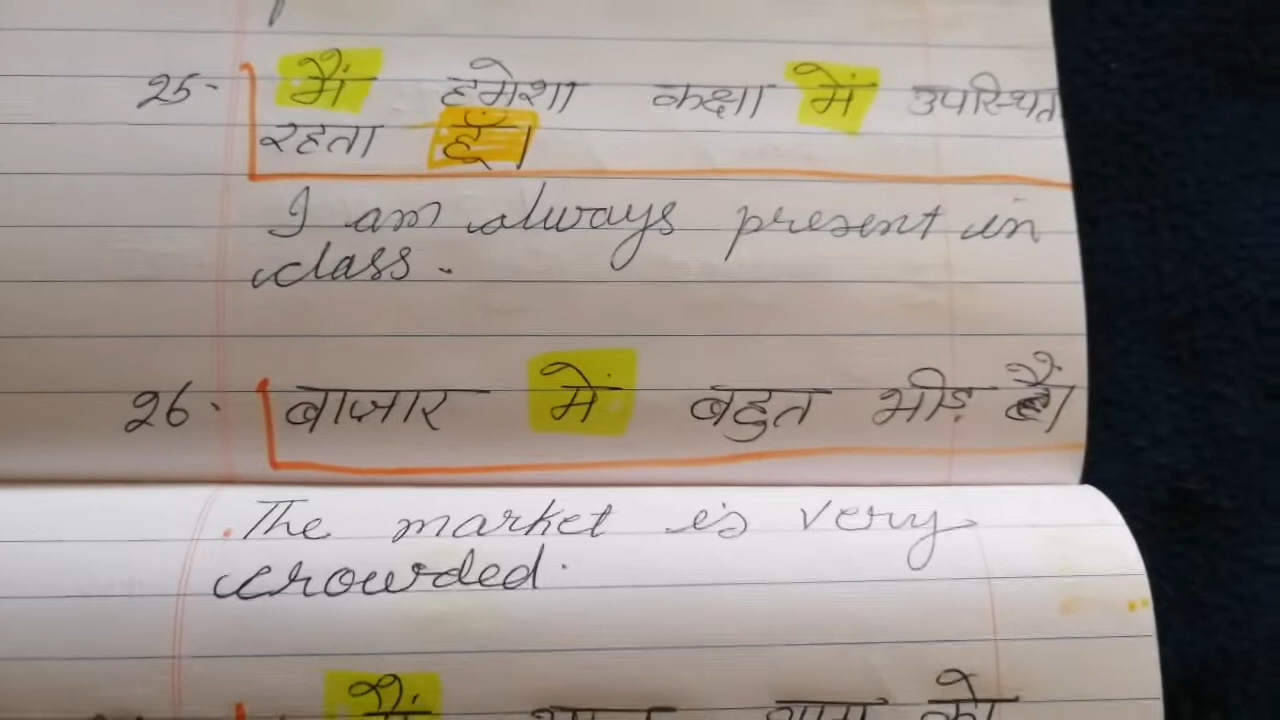 25. मैं हमेशा कक्षा में उपस्थित
रहता हूँ।
I am always present in
class.
26. बाज़ार में बहुत भीड़ है।
The market is very
crowded.